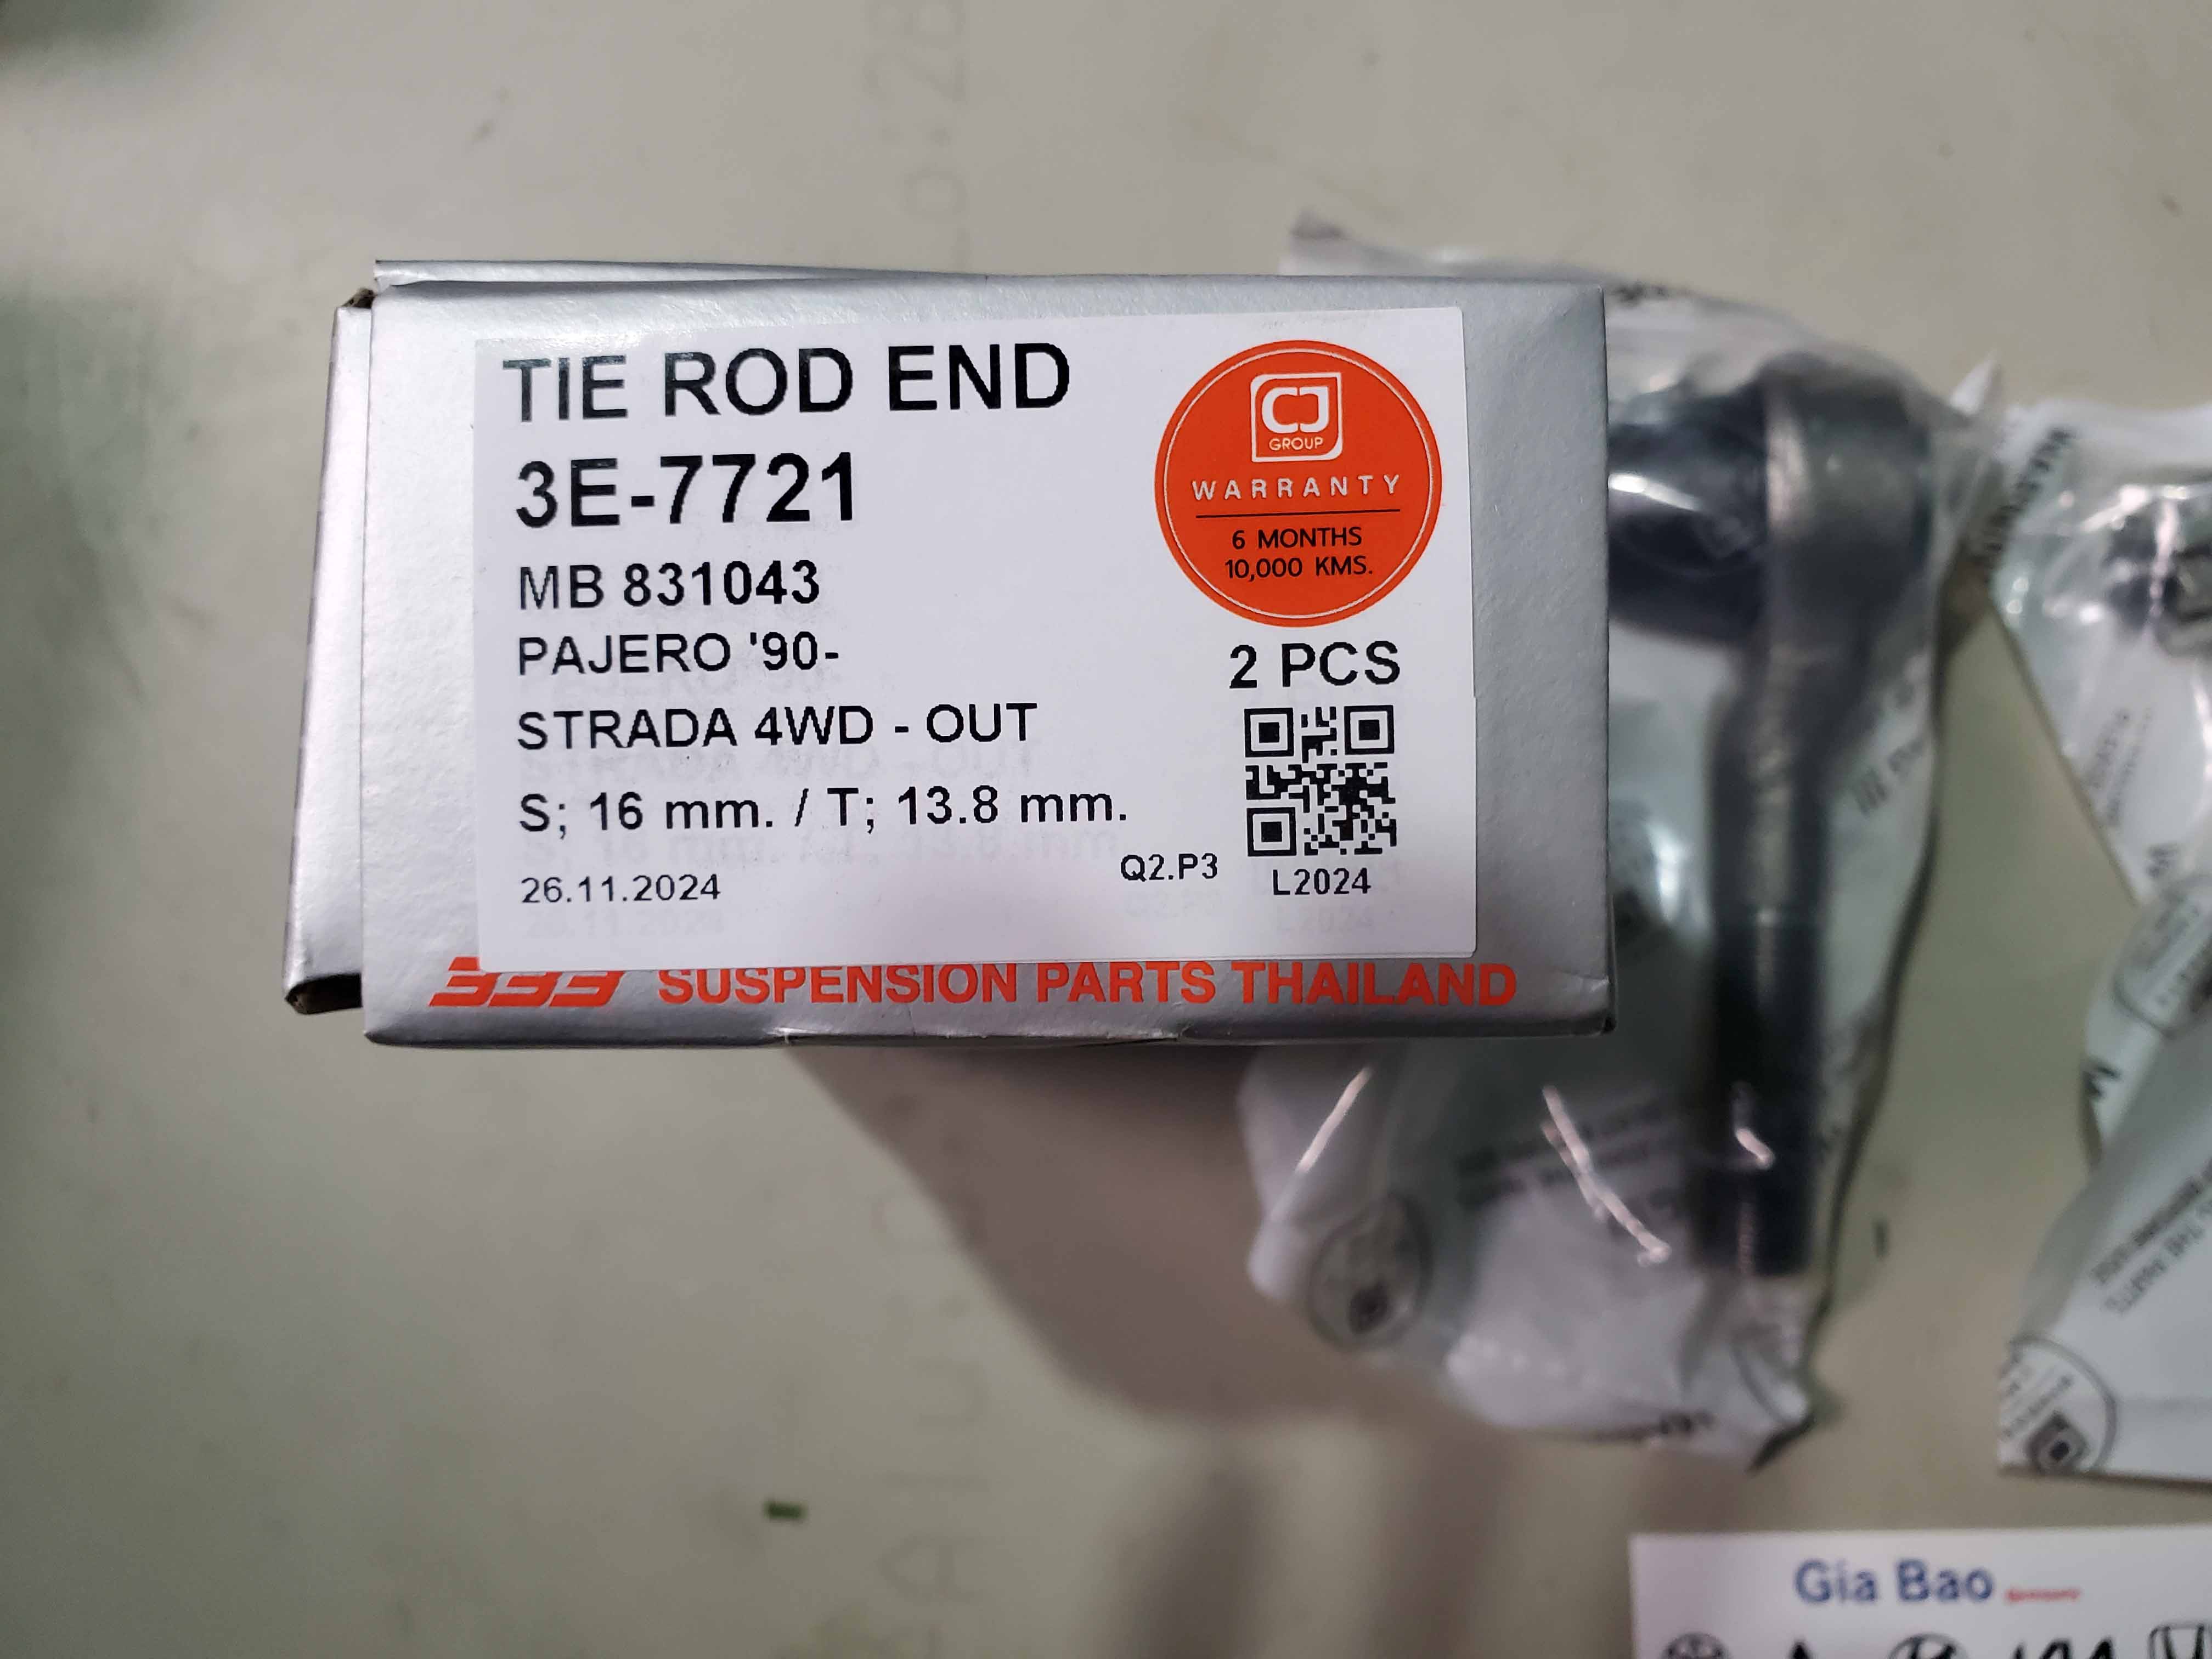 TIE ROD END
3E-7721
MB 831043
PAJERO '90-
STRADA 4WD - OUT
S; 16 mm. / T; 13.8 mm.
26.11.2024
CJ
GROUP
WARRANTY
6 MONTHS
10,000 KMS.
2 PCS
Q2.P3
L2024
333 SUSPENSION PARTS THAILAND
Gia Bao